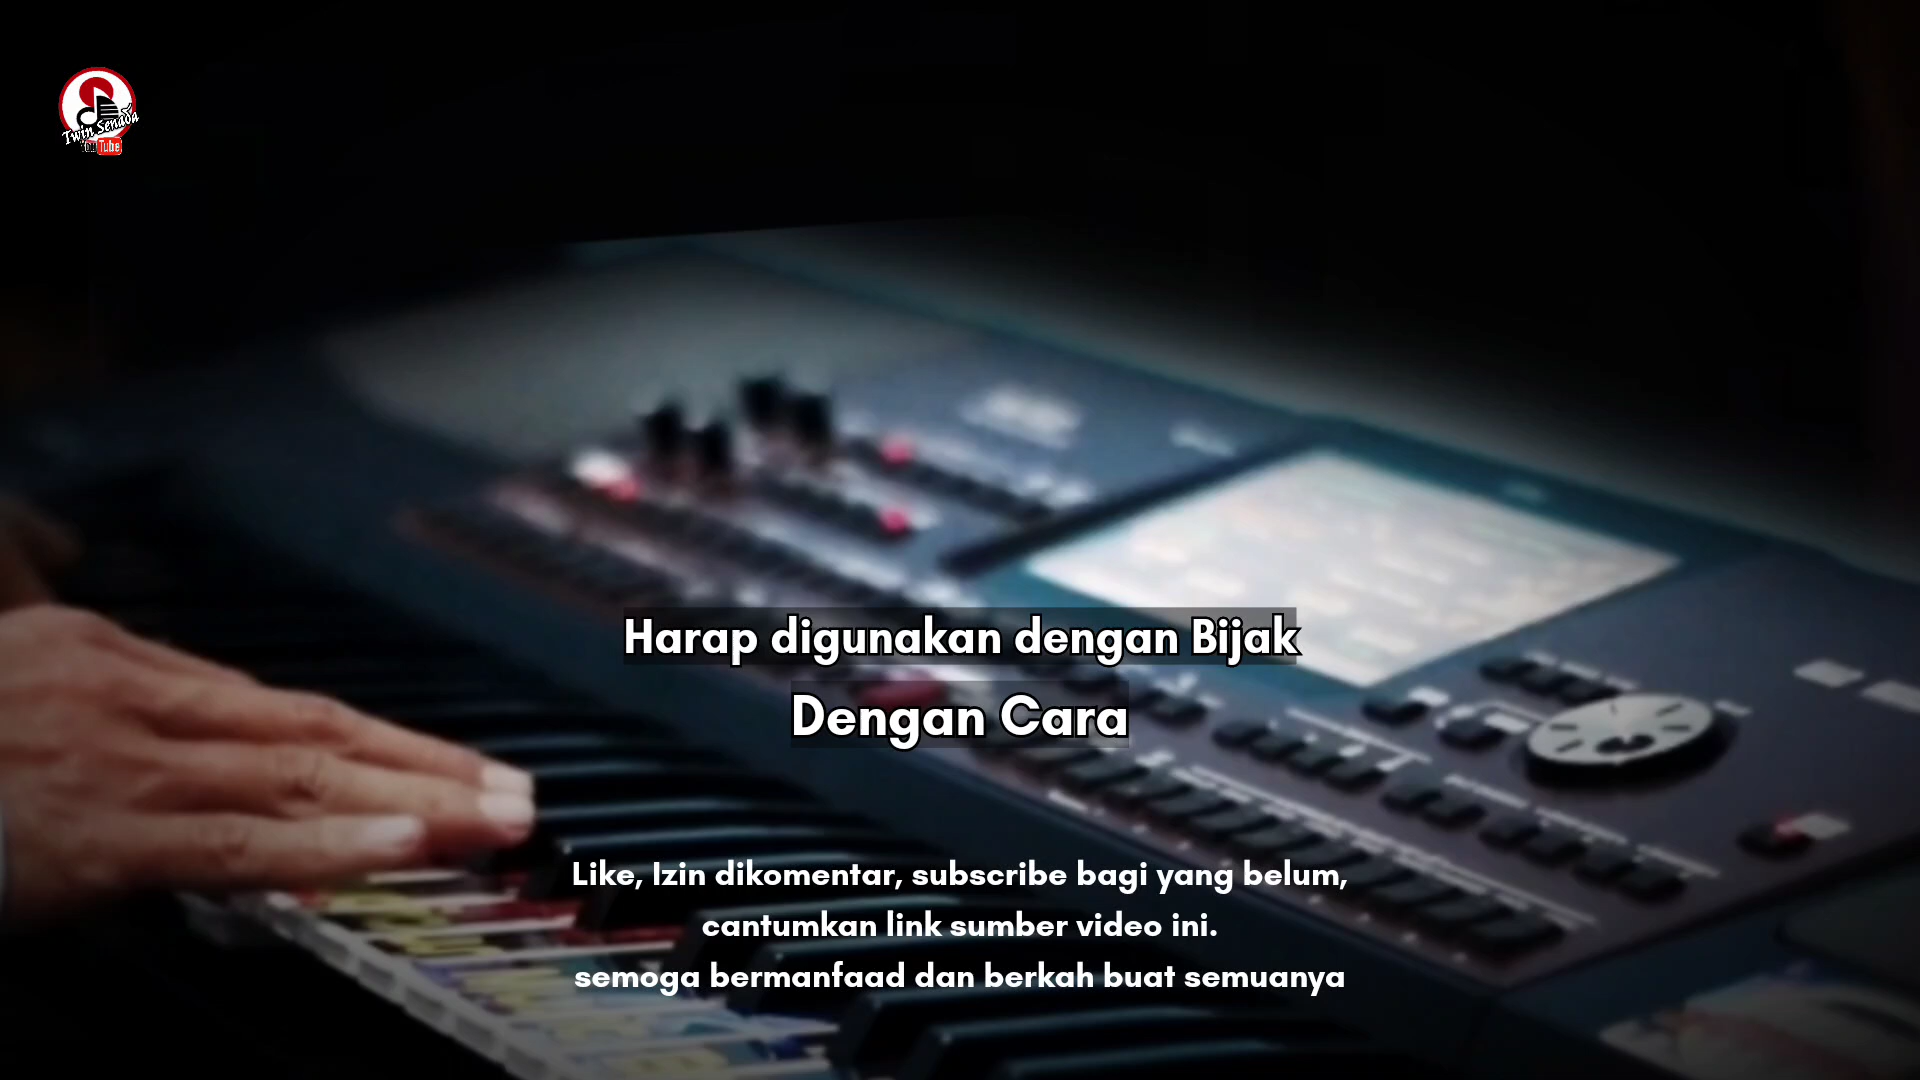 Twin Senada
YouTube
Harap digunakan dengan Bijak
Dengan Cara
Like, Izin dikomentar, subscribe bagi yang belum,
cantumkan link sumber video ini.
semoga bermanfaad dan berkah buat semuanya